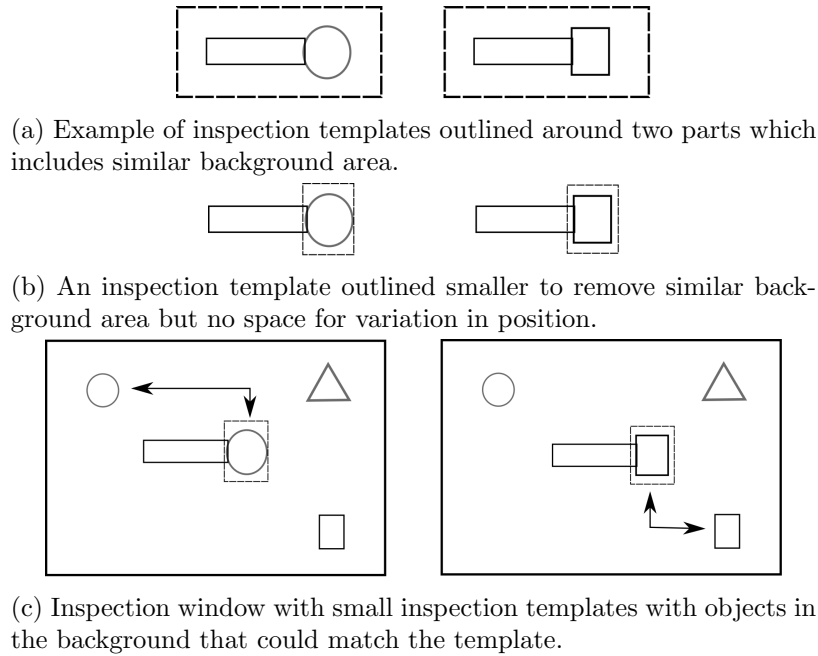 (a) Example of inspection templates outlined around two parts which
includes similar background area.
(b) An inspection template outlined smaller to remove similar back-
ground area but no space for variation in position.
(c) Inspection window with small inspection templates with objects in
the background that could match the template.